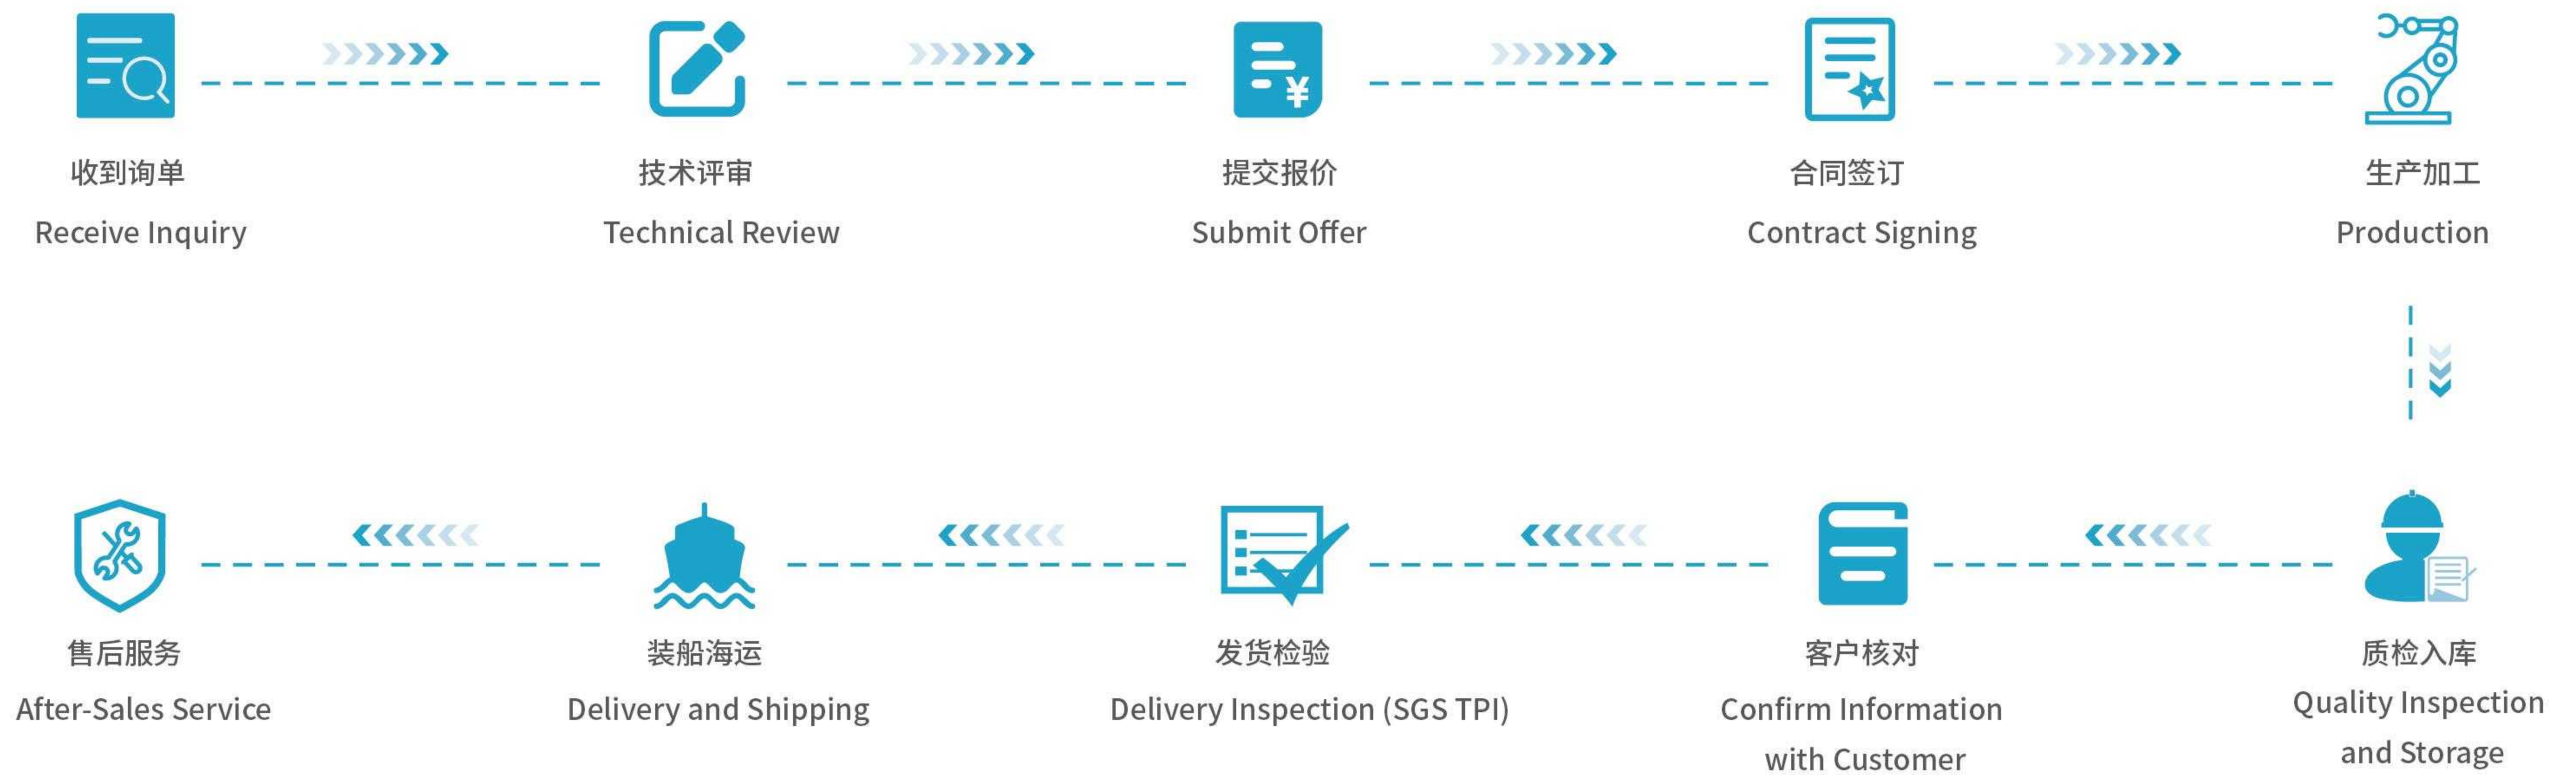 收到询单
Receive Inquiry
技术评审
Technical Review
提交报价
Submit Offer
合同签订
Contract Signing
生产加工
Production
售后服务
After-Sales Service
装船海运
Delivery and Shipping
发货检验
Delivery Inspection (SGS TPI)
客户核对
Confirm Information
with Customer
质检入库
Quality Inspection
and Storage
¥